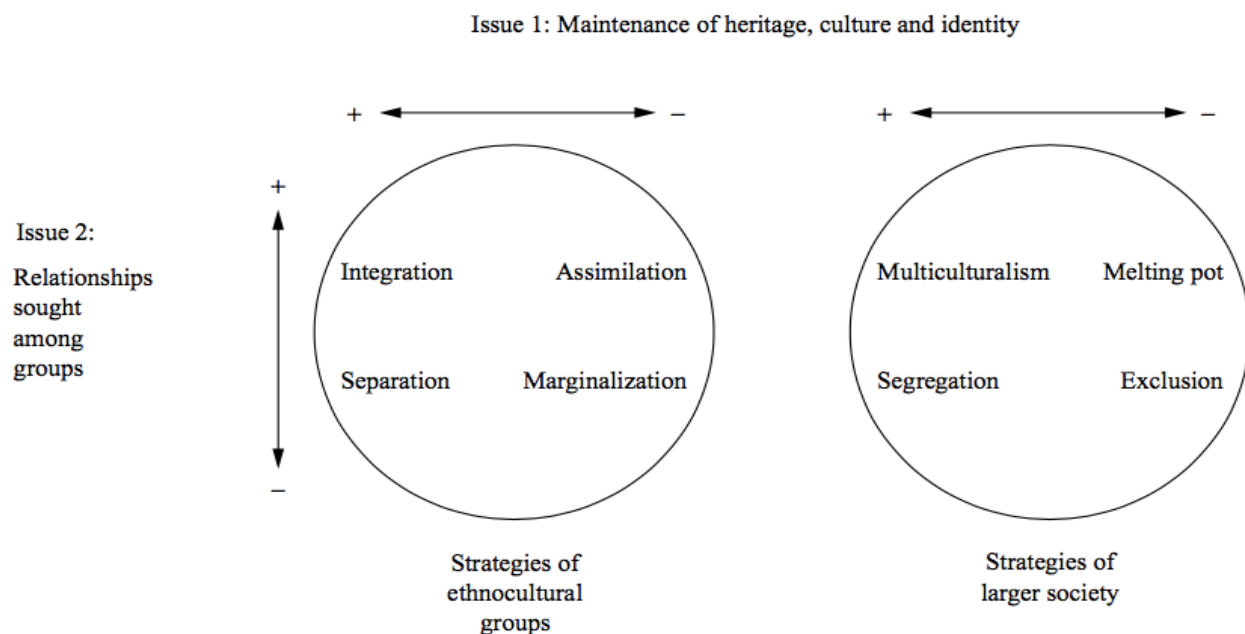 Issue 1: Maintenance of heritage, culture and identity
+ − + −
+
Issue 2:
Relationships
sought
among
groups
Integration Assimilation
Separation Marginalization
Multiculturalism Melting pot
Segregation Exclusion
−
Strategies of
ethnocultural
groups
Strategies of
larger society